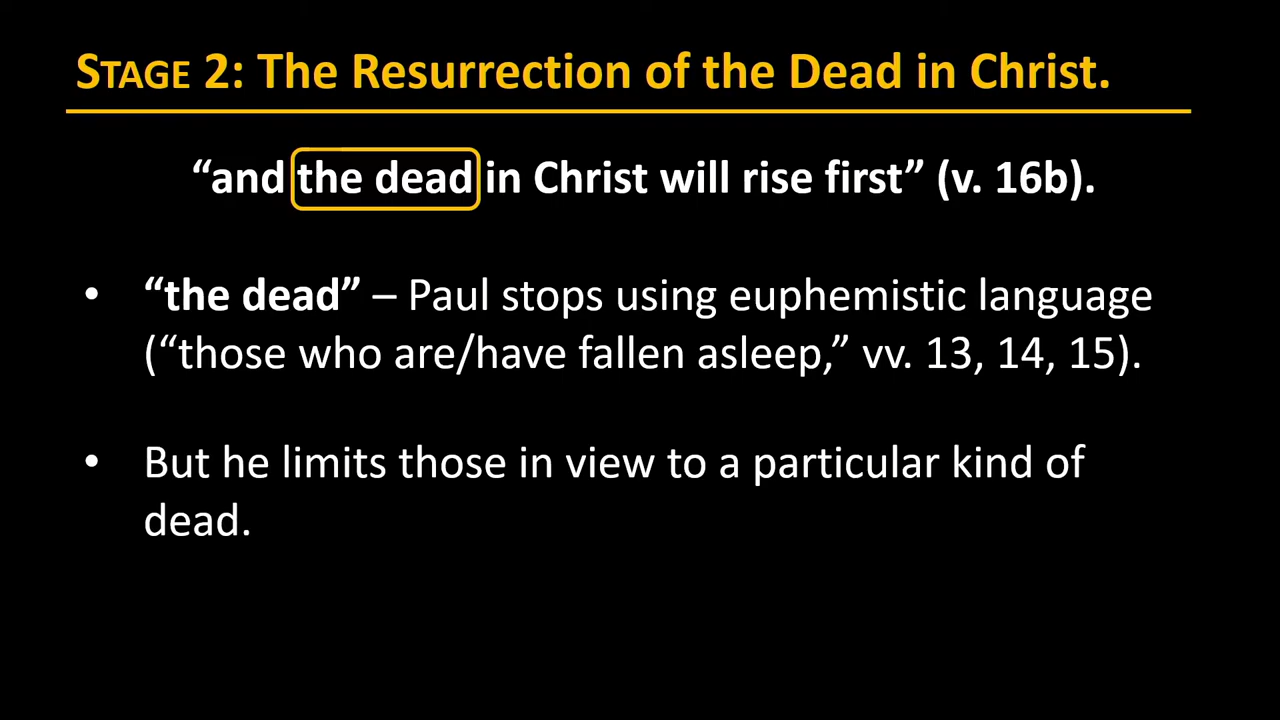 STAGE 2: The Resurrection of the Dead in Christ.
“and the dead in Christ will rise first” (v. 16b).
• “the dead” – Paul stops using euphemistic language
(“those who are/have fallen asleep,” vv. 13, 14, 15).
• But he limits those in view to a particular kind of
dead.